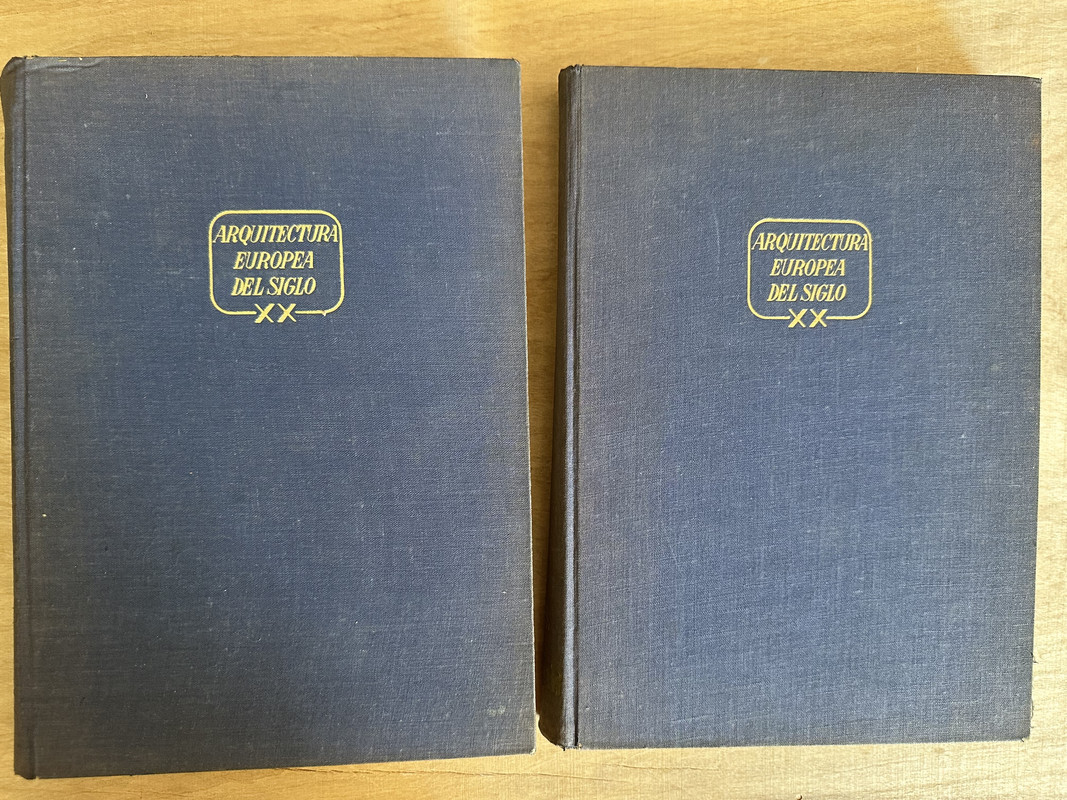 ARQUITECTURA
EUROPEA
DEL SIGLO
XX
ARQUITECTURA
EUROPEA
DEL SIGLO
XX